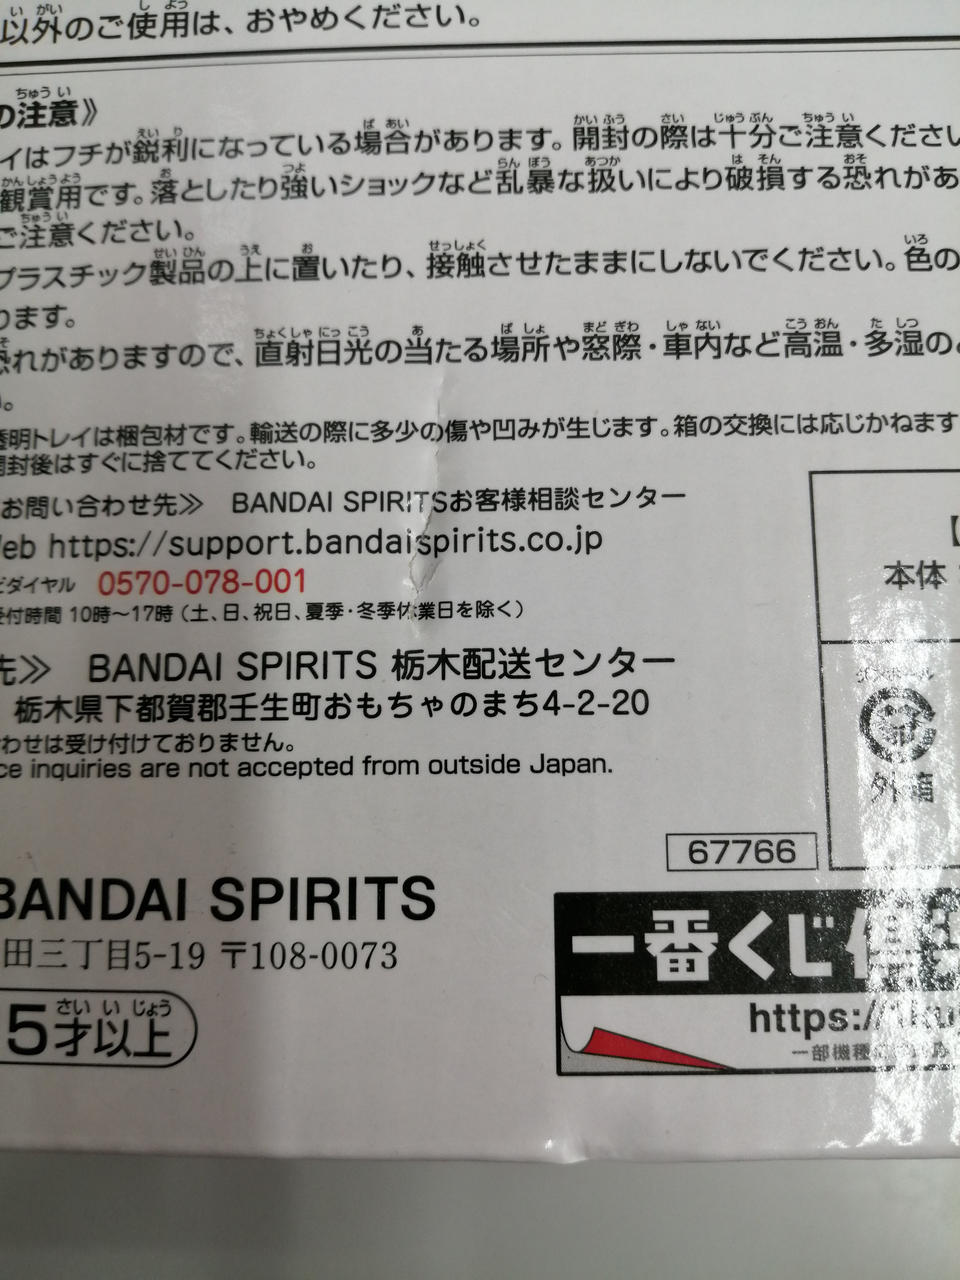 以外のご使用は、おやめください。
の注意》
イはフチが鋭利になっている場合があります。開封の際は十分ご注意ください
観賞用です。落としたり強いショックなど乱暴な扱いにより破損する恐れがあ
ご注意ください。
プラスチック製品の上に置いたり、接触させたままにしないでください。色の
ります。
恐れがありますので、直射日光の当たる場所や窓際・車内など高温・多湿の
い。
透明トレイは梱包材です。輸送の際に多少の傷や凹みが生じます。箱の交換には応じかねます
開封後はすぐに捨ててください。
お問い合わせ先≫ BANDAI SPIRITSお客様相談センター
Web https://support.bandaispirits.co.jp
ビダイヤル 0570-078-001
受付時間 10時～17時（土、日、祝日、夏季・冬季休業日を除く）
先≫ BANDAI SPIRITS 栃木配送センター
栃木県下都賀郡壬生町おもちゃのまち4-2-20
わせは受け付けておりません。
ce inquiries are not accepted from outside Japan.
本体
ダンボール
外箱
67766
BANDAI SPIRITS
田三丁目5-19 〒108-0073
5才以上
一番くじ倶楽
https://1ku
一部機種